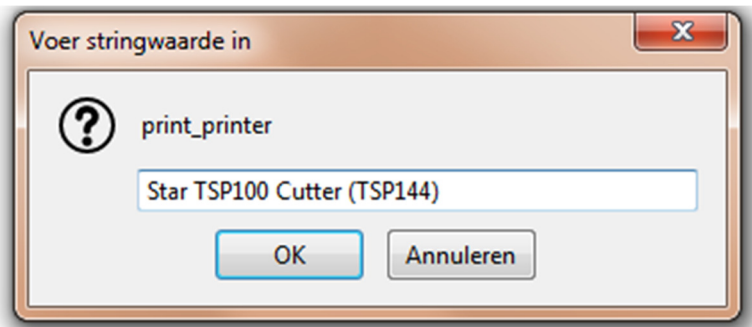 Voer stringwaarde in
print_printer
Star TSP100 Cutter (TSP144)
OK Annuleren